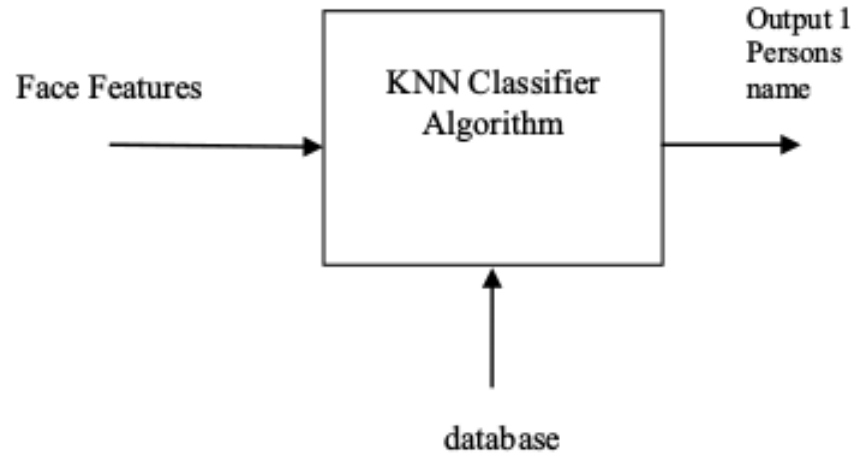 Face Features
KNN Classifier
Algorithm
Output 1
Persons
name
database